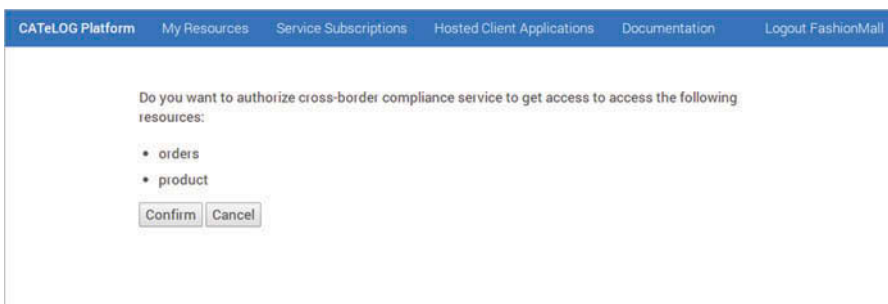 CATeLOG Platform My Resources Service Subscriptions Hosted Client Applications Documentation Logout FashionMall
Do you want to authorize cross-border compliance service to get access to access the following
resources:
• orders
• product
Confirm Cancel